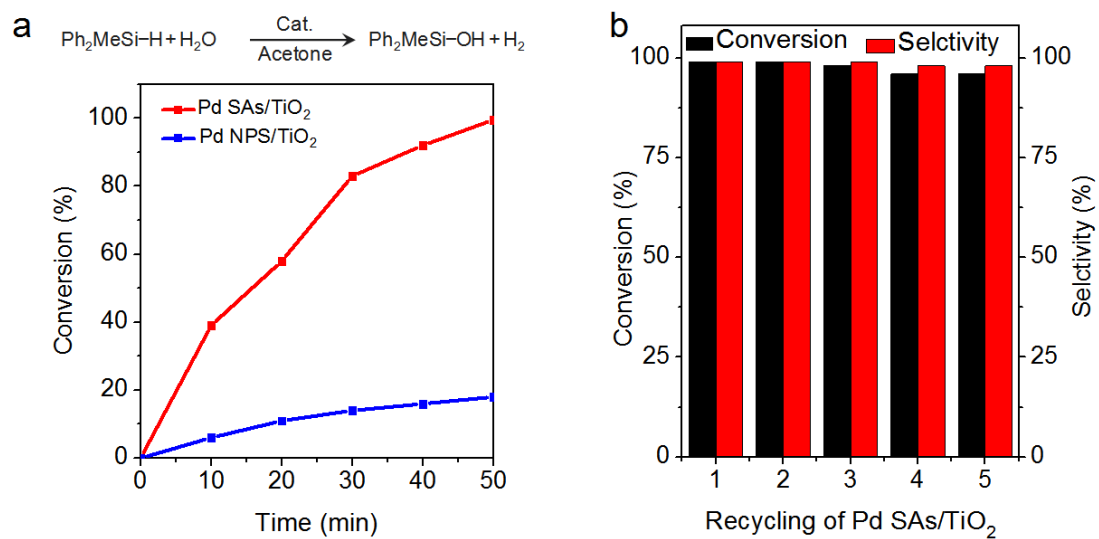 a
Ph₂MeSi–H + H₂O Cat. Acetone Ph₂MeSi–OH + H₂
Pd SAs/TiO₂
Pd NPS/TiO₂
Conversion (%)
100
80
60
40
20
0
0 10 20 30 40 50
Time (min)
b
Conversion Selctivity
Conversion (%)
100
75
50
25
0
1 2 3 4 5
Recycling of Pd SAs/TiO₂
100
75
50
25
0
Selctivity (%)